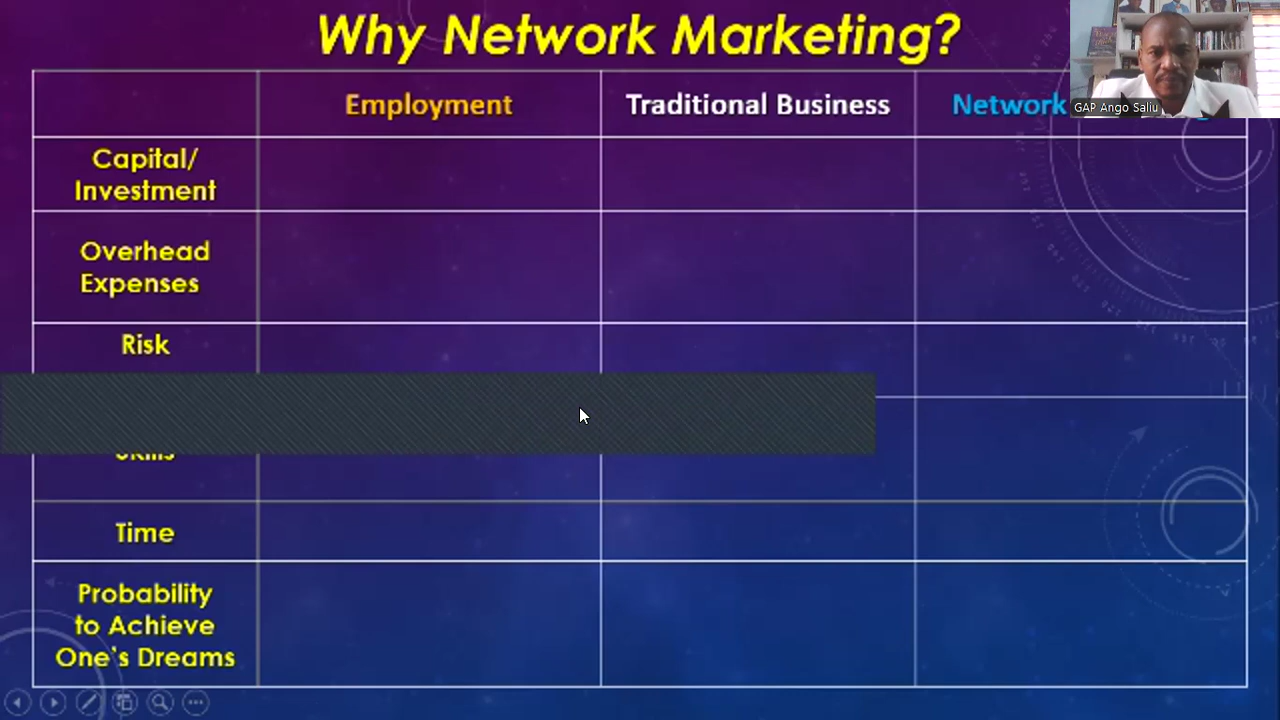 Why Network Marketing?
GAP Ango Saliu
Employment
Traditional Business
Network
Capital/
Investment
Overhead
Expenses
Risk
Skills
Time
Probability
to Achieve
One's Dreams